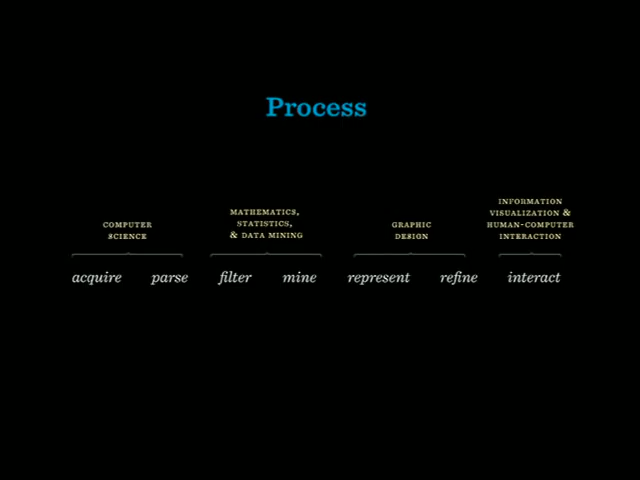 Process
COMPUTER
SCIENCE
MATHEMATICS,
STATISTICS,
& DATA MINING
GRAPHIC
DESIGN
INFORMATION
VISUALIZATION &
HUMAN-COMPUTER
INTERACTION
acquire parse filter mine represent refine interact